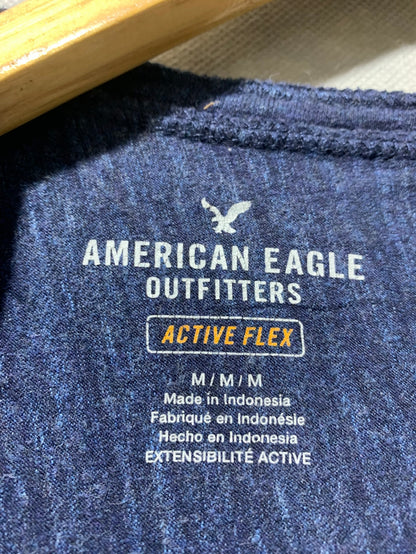 AMERICAN EAGLE
OUTFITTERS
ACTIVE FLEX
M / M / M
Made in Indonesia
Fabriqué en Indonésie
Hecho en Indonesia
EXTENSIBILITÉ ACTIVE